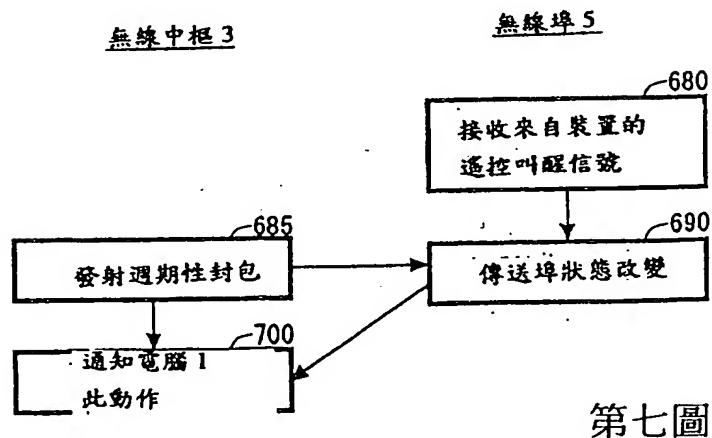 無線中框3
無線埠5
680
接收來自裝置的
遙控叫醒信號
685
發射週期性封包
690
傳送埠狀態改變
700
通知電腦1
此動作
第七圖